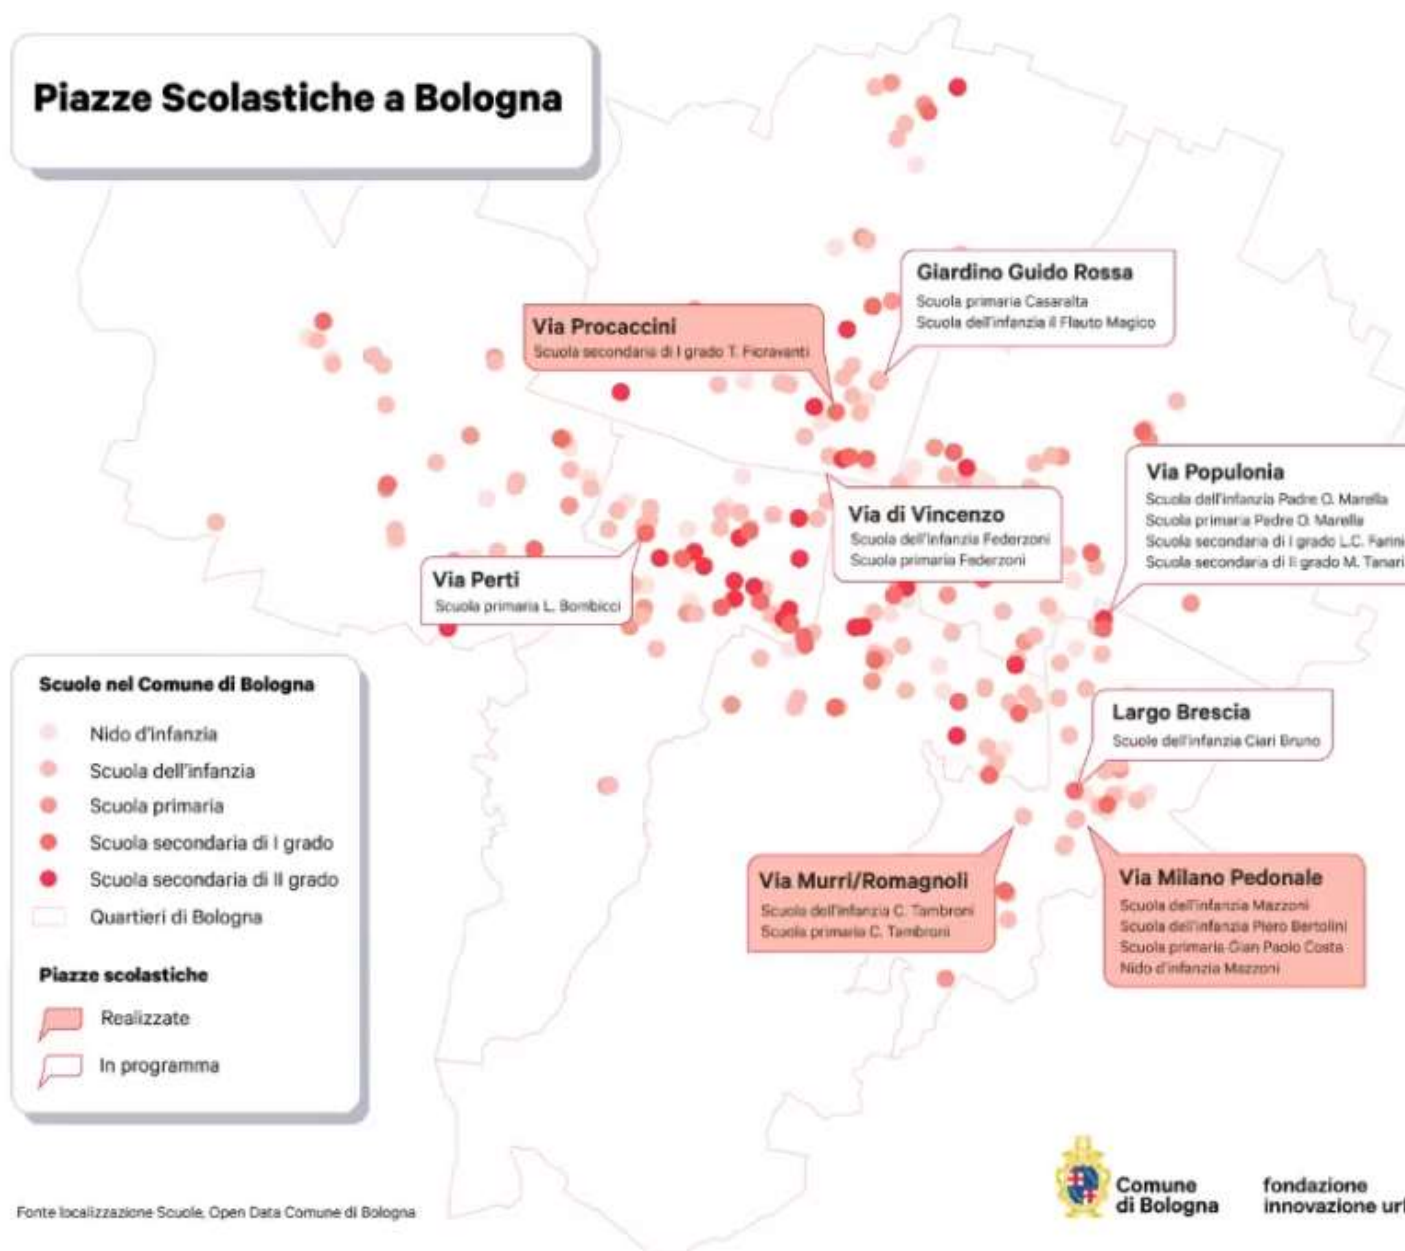 Piazze Scolastiche a Bologna
Giardino Guido Rossa
Scuola primaria Casaralta
Scuola dell'infanzia il Flauto Magico
Via Procaccini
Scuola secondaria di I grado T. Fioravanti
Via Populonia
Scuola dell'infanzia Padre O. Marella
Scuola primaria Padre O. Marella
Scuola secondaria di I grado L.C. Farini
Scuola secondaria di II grado M. Tanari
Via di Vincenzo
Scuola dell'infanzia Federzoni
Scuola primaria Federzoni
Via Perti
Scuola primaria L. Bombicci
Largo Brescia
Scuole dell'infanzia Ciari Bruno
Via Murri/Romagnoli
Scuola dell'infanzia C. Tambroni
Scuola primaria C. Tambroni
Via Milano Pedonale
Scuola dell'infanzia Mazzoni
Scuola dell'infanzia Piero Bertolini
Scuola primaria Gian Paolo Costa
Nido d'infanzia Mazzoni
Scuole nel Comune di Bologna
Nido d'infanzia
Scuola dell'infanzia
Scuola primaria
Scuola secondaria di I grado
Scuola secondaria di II grado
Quartieri di Bologna
Piazze scolastiche
Realizzate
In programma
Fonte localizzazione Scuole, Open Data Comune di Bologna
Comune
di Bologna
fondazione
innovazione url